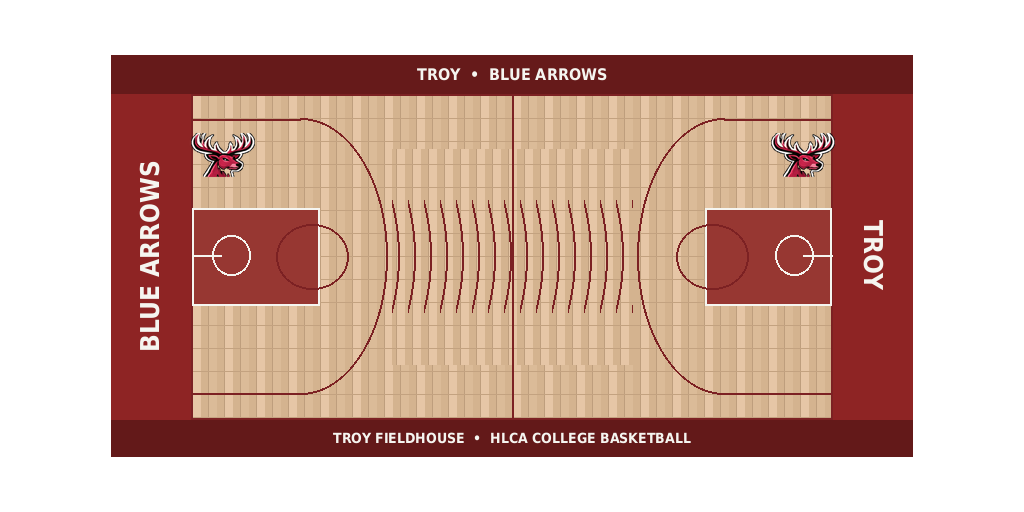 TROY • BLUE ARROWS
BLUE ARROWS
TROY
TROY FIELDHOUSE • HLCA COLLEGE BASKETBALL